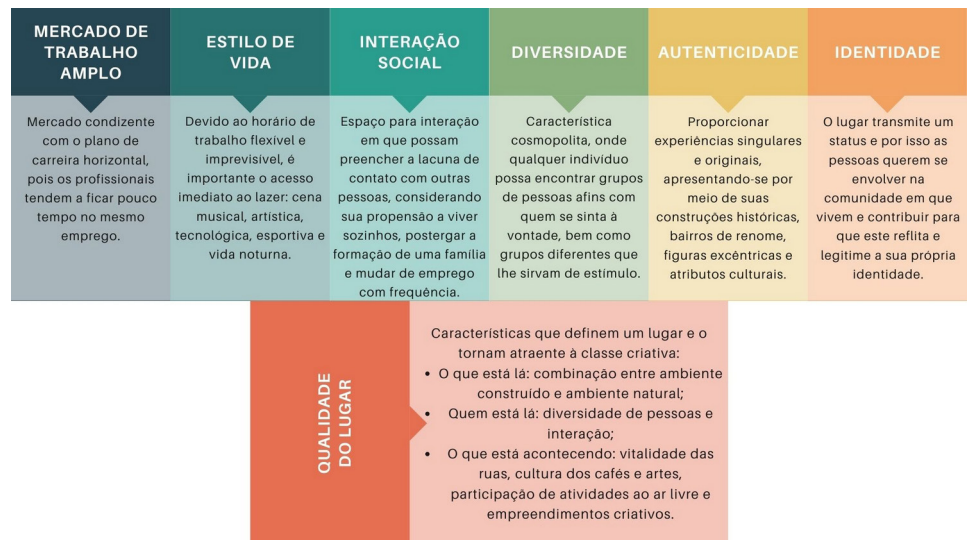 MERCADO DE
TRABALHO
AMPLO
Mercado condizente
com o plano de
carreira horizontal,
pois os profissionais
tendem a ficar pouco
tempo no mesmo
emprego.
ESTILO DE
VIDA
Devido ao horário de
trabalho flexível e
imprevisível, é
importante o acesso
imediato ao lazer: cena
musical, artística,
tecnológica, esportiva e
vida noturna.
INTERAÇÃO
SOCIAL
Espaço para interação
em que possam
preencher a lacuna de
contato com outras
pessoas, considerando
sua propensão a viver
sozinhos, postergar a
formação de uma família
e mudar de emprego
com frequência.
DIVERSIDADE
Característica
cosmopolita, onde
qualquer indivíduo
possa encontrar grupos
de pessoas afins com
quem se sinta à
vontade, bem como
grupos diferentes que
lhe sirvam de estímulo.
AUTENTICIDADE
Proporcionar
experiências singulares
e originais,
apresentando-se por
meio de suas
construções históricas,
bairros de renome,
figuras excêntricas e
atributos culturais.
IDENTIDADE
O lugar transmite um
status e por isso as
pessoas querem se
envolver na
comunidade em que
vivem e contribuir para
que este reflita e
legitime a sua própria
identidade.
QUALIDADE
DO LUGAR
Características que definem um lugar e o
tornam atraente à classe criativa:
• O que está lá: combinação entre ambiente
construído e ambiente natural;
• Quem está lá: diversidade de pessoas e
interação;
• O que está acontecendo: vitalidade das
ruas, cultura dos cafés e artes,
participação de atividades ao ar livre e
empreendimentos criativos.